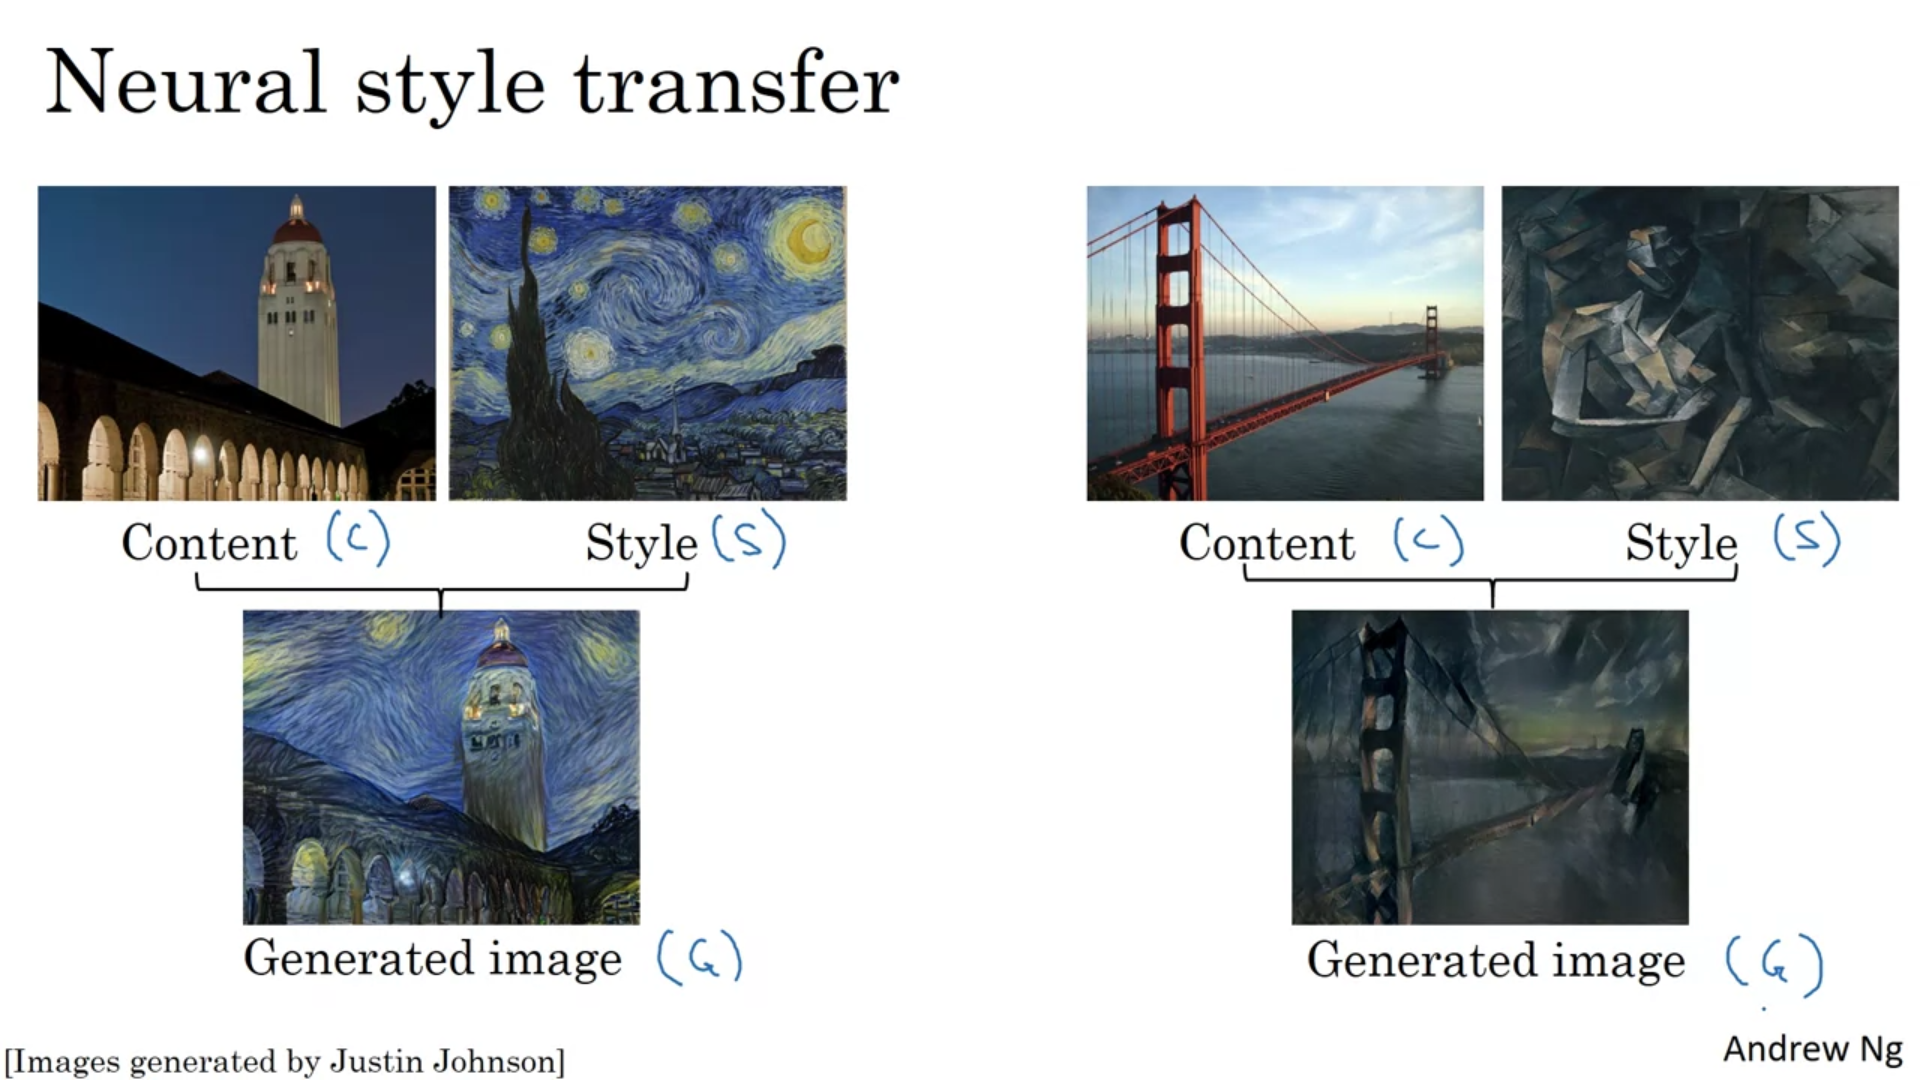 Neural style transfer
Content (C)
Style (S)
Generated image (G)
Content (C)
Style (S)
Generated image (G)
[Images generated by Justin Johnson]
Andrew Ng